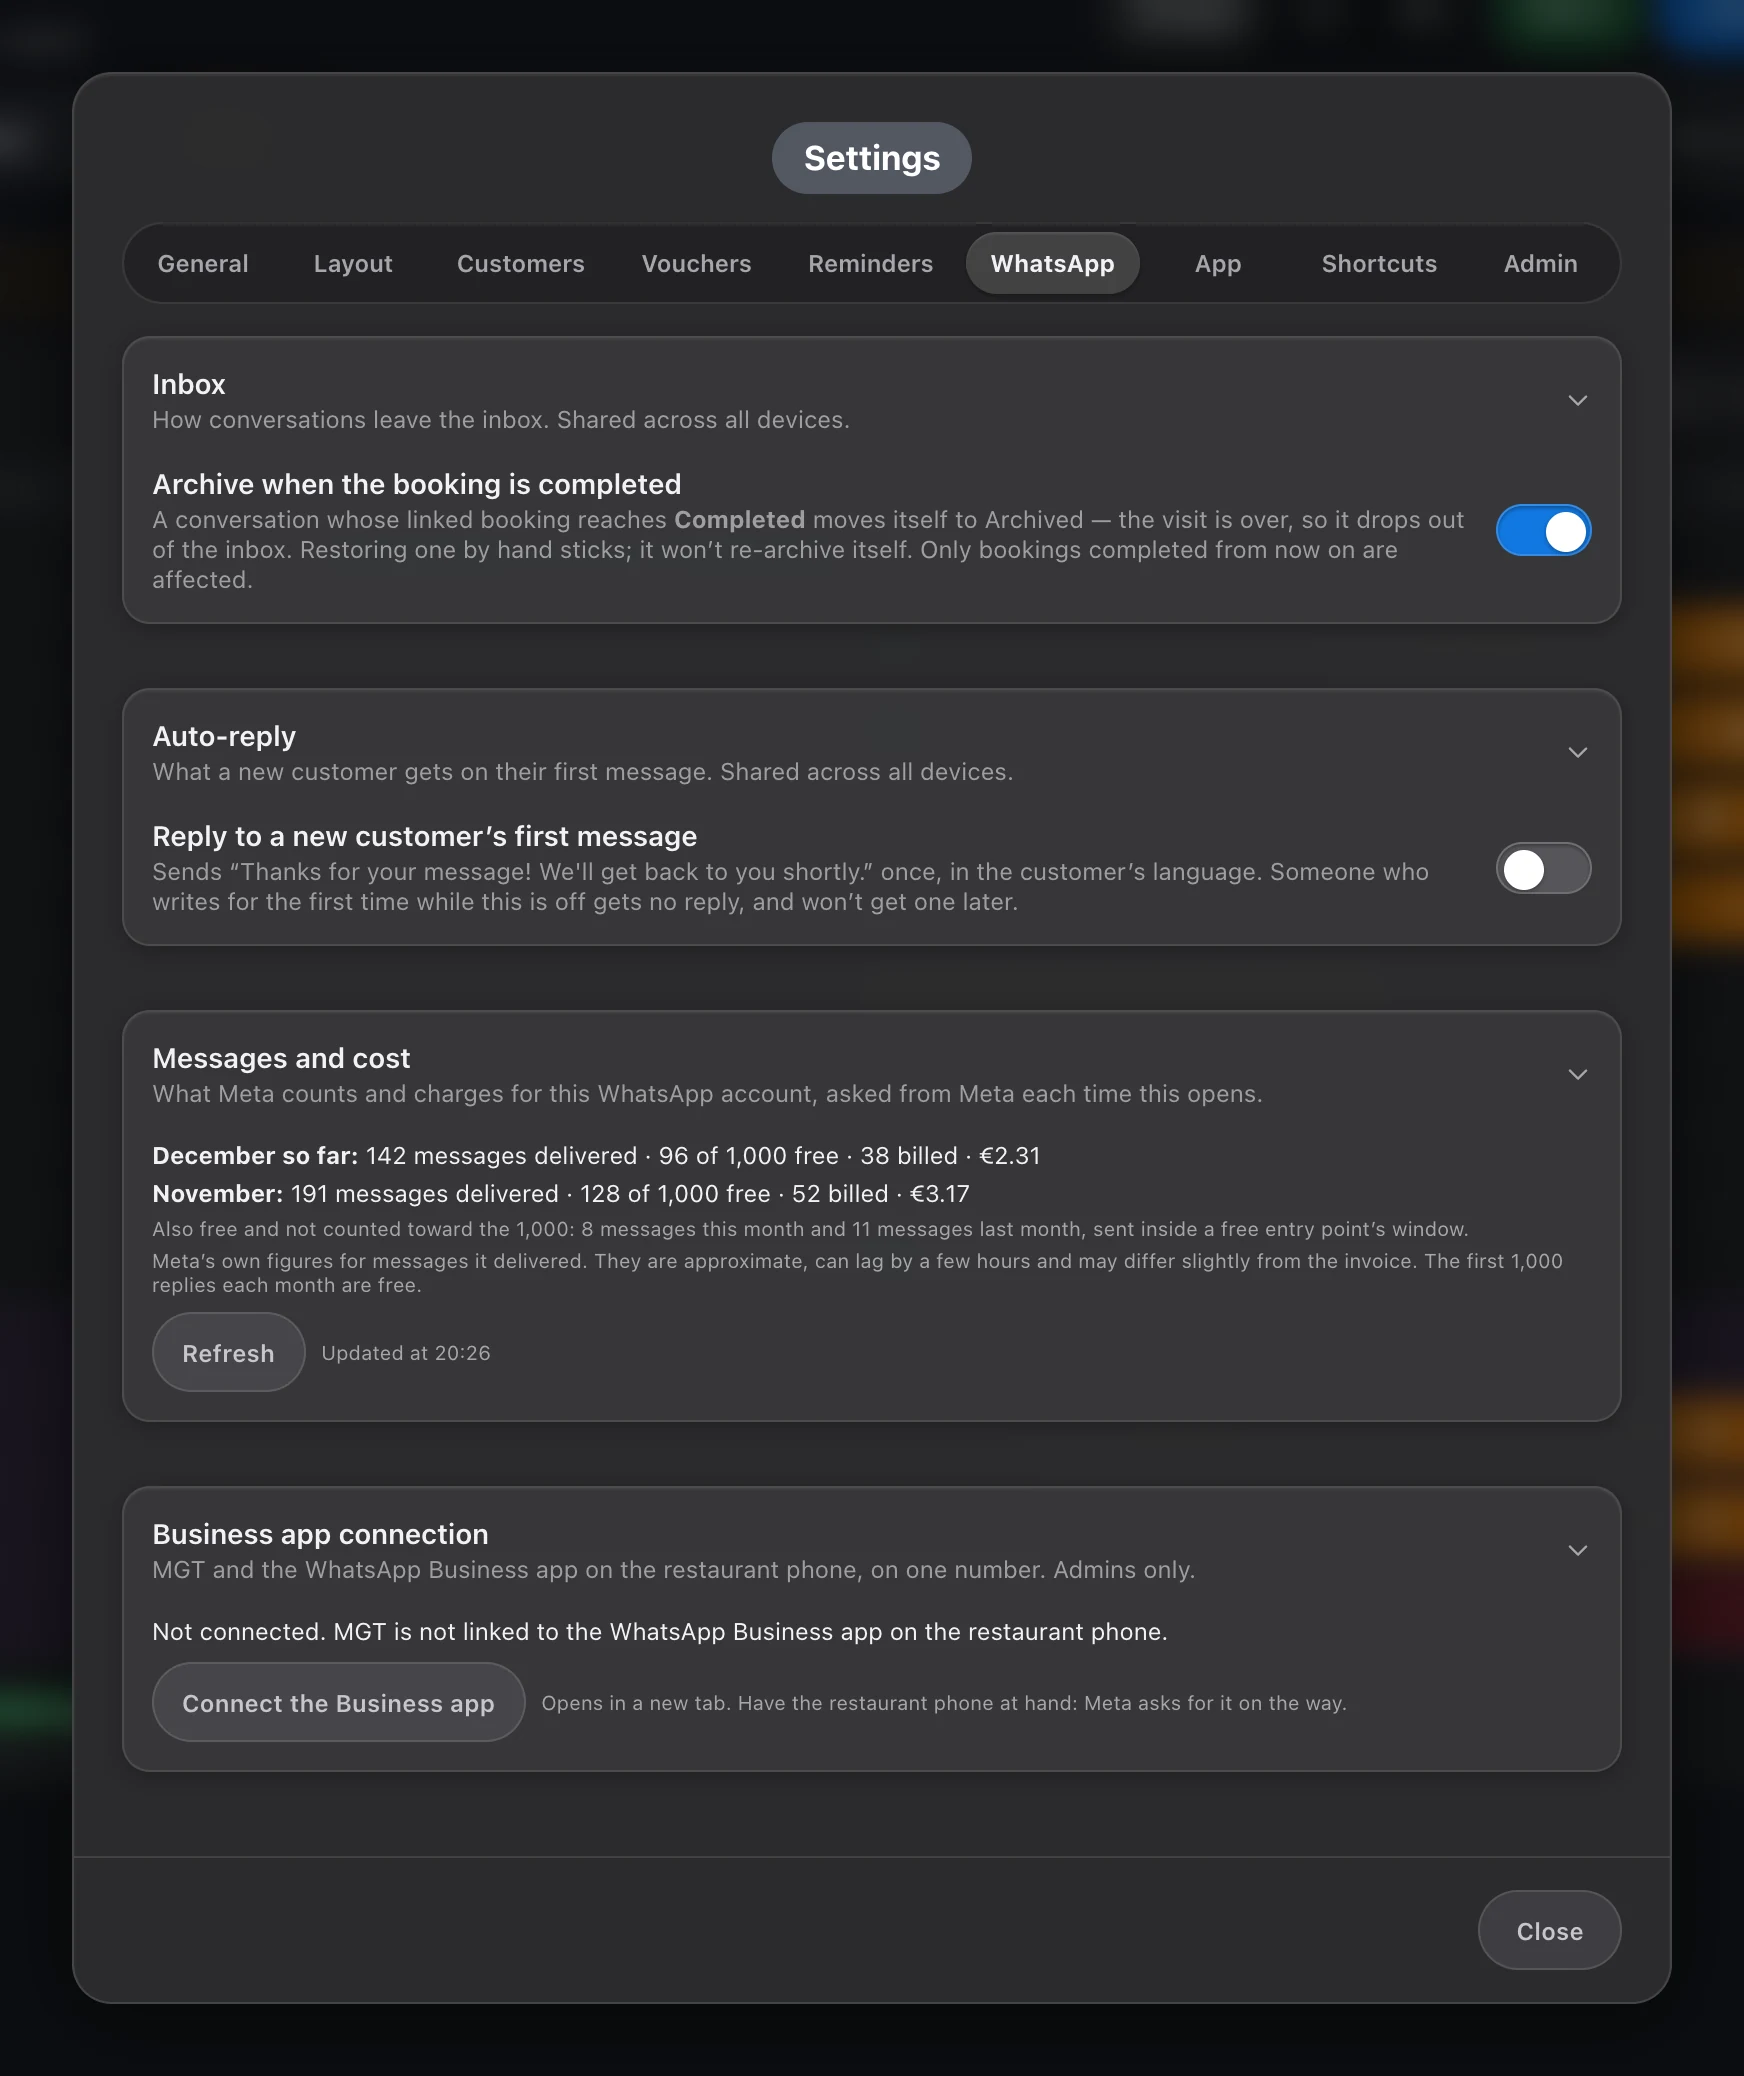 Settings
General Layout Customers Vouchers Reminders WhatsApp App Shortcuts Admin
Inbox
How conversations leave the inbox. Shared across all devices.
Archive when the booking is completed
A conversation whose linked booking reaches Completed moves itself to Archived — the visit is over, so it drops out
of the inbox. Restoring one by hand sticks; it won’t re-archive itself. Only bookings completed from now on are
affected.
Auto-reply
What a new customer gets on their first message. Shared across all devices.
Reply to a new customer’s first message
Sends “Thanks for your message! We'll get back to you shortly.” once, in the customer’s language. Someone who
writes for the first time while this is off gets no reply, and won’t get one later.
Messages and cost
What Meta counts and charges for this WhatsApp account, asked from Meta each time this opens.
December so far: 142 messages delivered · 96 of 1,000 free · 38 billed · €2.31
November: 191 messages delivered · 128 of 1,000 free · 52 billed · €3.17
Also free and not counted toward the 1,000: 8 messages this month and 11 messages last month, sent inside a free entry point’s window.
Meta’s own figures for messages it delivered. They are approximate, can lag by a few hours and may differ slightly from the invoice. The first 1,000
replies each month are free.
Refresh Updated at 20:26
Business app connection
MGT and the WhatsApp Business app on the restaurant phone, on one number. Admins only.
Not connected. MGT is not linked to the WhatsApp Business app on the restaurant phone.
Connect the Business app Opens in a new tab. Have the restaurant phone at hand: Meta asks for it on the way.
Close